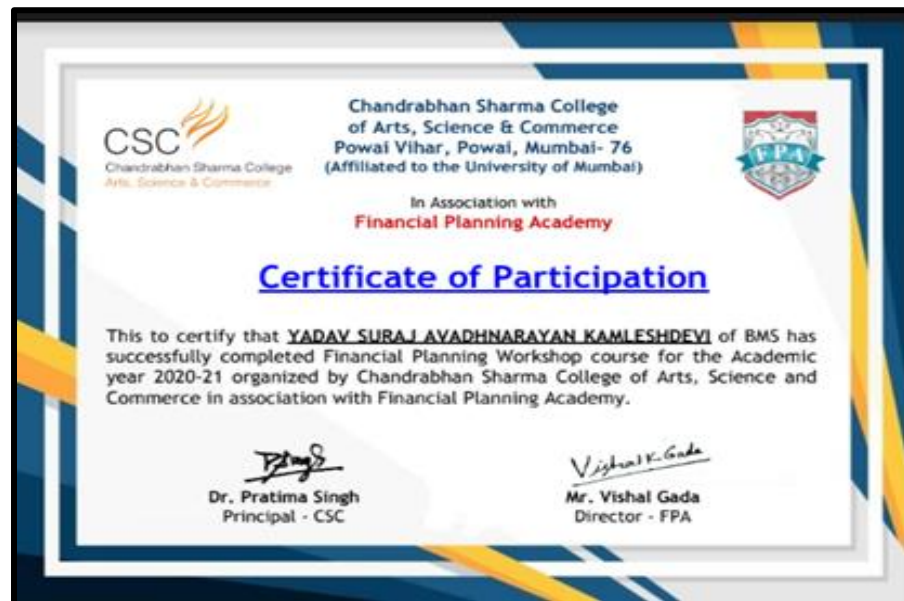 CSC
Chandrabhan Sharma College
Arts, Science & Commerce
Chandrabhan Sharma College
of Arts, Science & Commerce
Powai Vihar, Powai, Mumbai- 76
(Affiliated to the University of Mumbai)
In Association with
Financial Planning Academy
FPA
Certificate of Participation
This to certify that YADAV SURAJ AVADHNARAYAN KAMLESHDEVI of BMS has
successfully completed Financial Planning Workshop course for the Academic
year 2020-21 organized by Chandrabhan Sharma College of Arts, Science and
Commerce in association with Financial Planning Academy.
Vishal K. Gada
Dr. Pratima Singh
Principal - CSC
Mr. Vishal Gada
Director - FPA